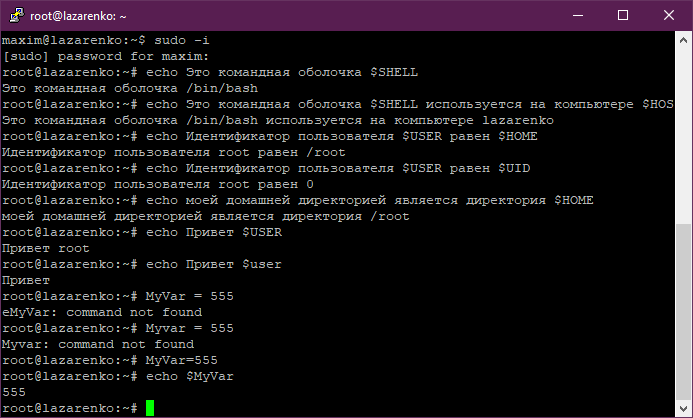 root@lazarenko: ~
maxim@lazarenko:~$ sudo -i
[sudo] password for maxim:
root@lazarenko:~# echo Это командная оболочка $SHELL
Это командная оболочка /bin/bash
root@lazarenko:~# echo Это командная оболочка $SHELL используется на компьютере $HOS
Это командная оболочка /bin/bash используется на компьютере lazarenko
root@lazarenko:~# echo Идентификатор пользователя $USER равен $HOME
Идентификатор пользователя root равен /root
root@lazarenko:~# echo Идентификатор пользователя $USER равен $UID
Идентификатор пользователя root равен 0
root@lazarenko:~# echo моей домашней директорией является директория $HOME
моей домашней директорией является директория /root
root@lazarenko:~# echo Привет $USER
Привет root
root@lazarenko:~# echo Привет $user
Привет
root@lazarenko:~# MyVar = 555
eMyVar: command not found
root@lazarenko:~# Myvar = 555
Myvar: command not found
root@lazarenko:~# MyVar=555
root@lazarenko:~# echo $MyVar
555
root@lazarenko:~#